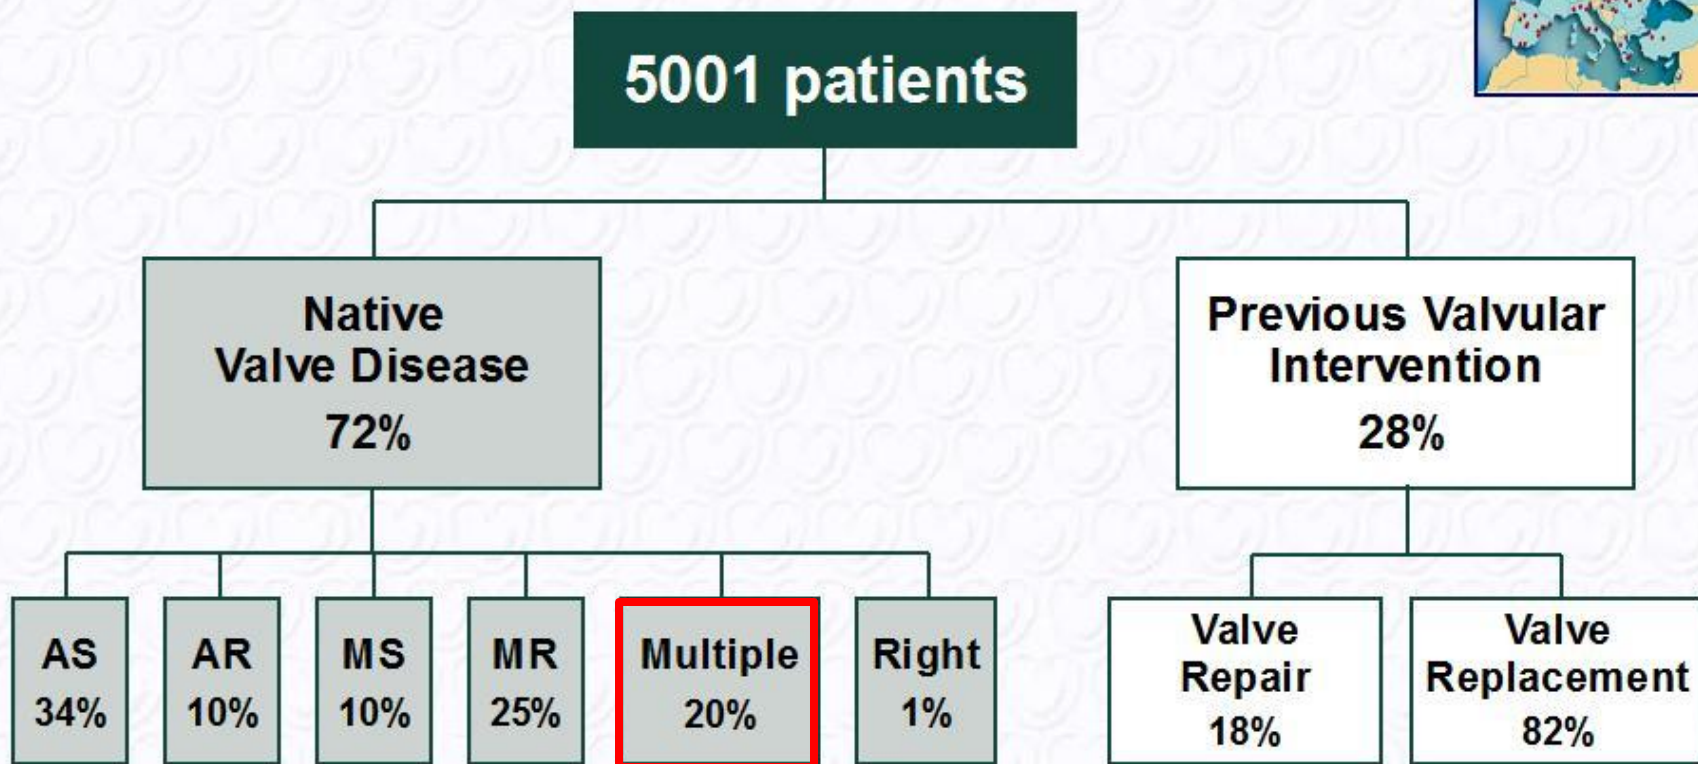 5001 patients
Native
Valve Disease
72%
Previous Valvular
Intervention
28%
AS
34%
AR
10%
MS
10%
MR
25%
Multiple
20%
Right
1%
Valve
Repair
18%
Valve
Replacement
82%